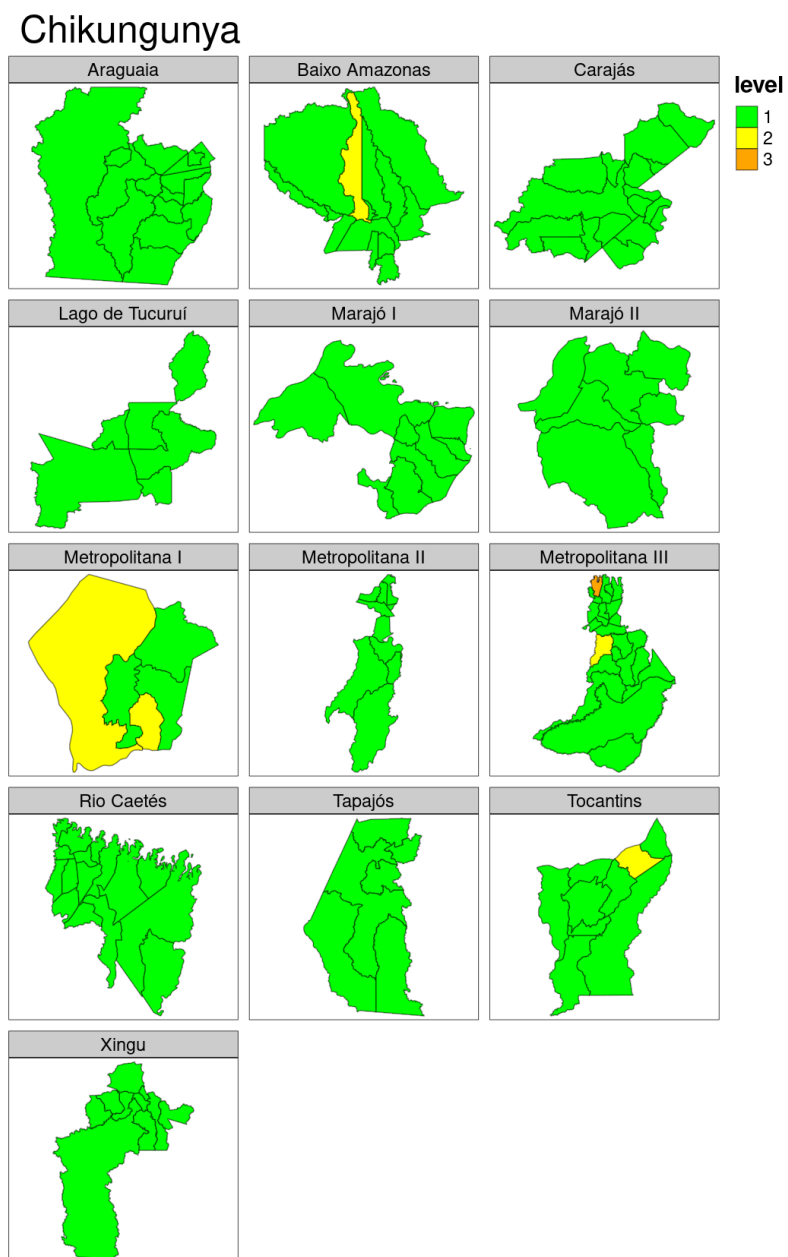 Chikungunya
Araguaia
Baixo Amazonas
Carajás
level
1
2
3
Lago de Tucuruí
Marajó I
Marajó II
Metropolitana I
Metropolitana II
Metropolitana III
Rio Caetés
Tapajós
Tocantins
Xingu